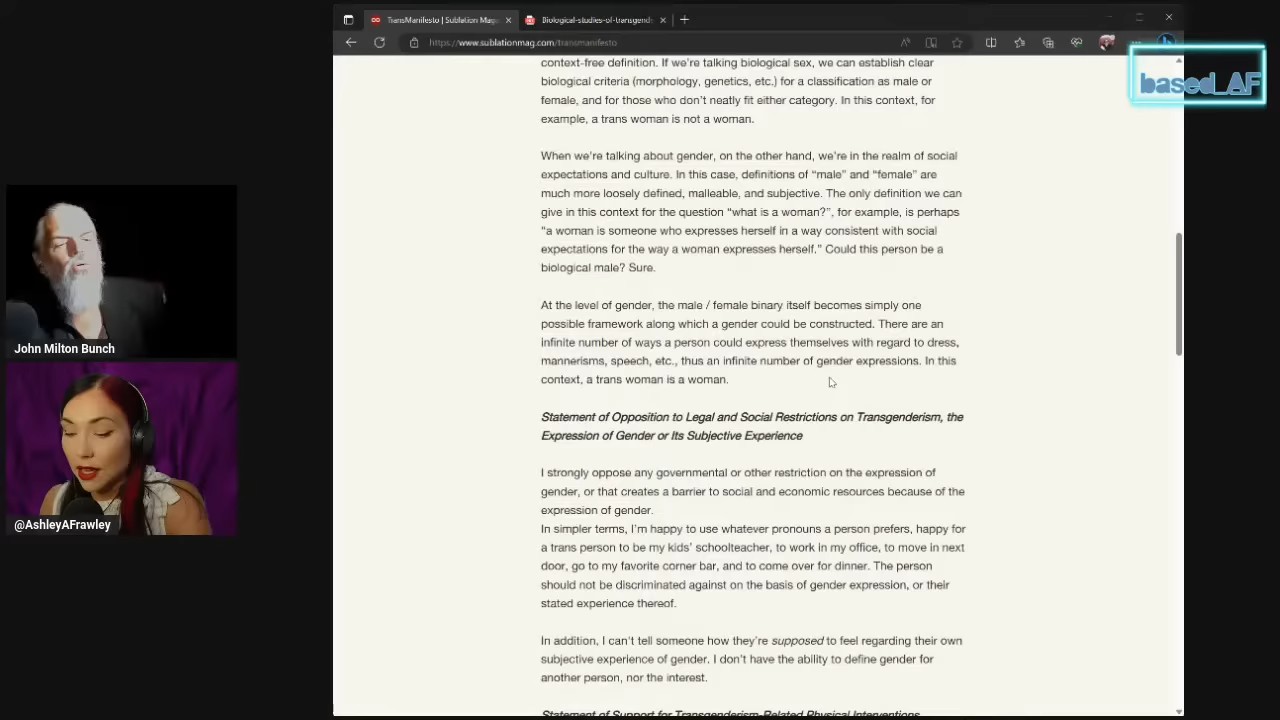 TransManifesto | Sublation Mag
Biological-studies-of-transgend
https://www.sublationmag.com/transmanifesto
based_AF
context-free definition. If we're talking biological sex, we can establish clear
biological criteria (morphology, genetics, etc.) for a classification as male or
female, and for those who don't neatly fit either category. In this context, for
example, a trans woman is not a woman.
When we're talking about gender, on the other hand, we're in the realm of social
expectations and culture. In this case, definitions of “male” and “female” are
much more loosely defined, malleable, and subjective. The only definition we can
give in this context for the question “what is a woman?”, for example, is perhaps
“a woman is someone who expresses herself in a way consistent with social
expectations for the way a woman expresses herself.” Could this person be a
biological male? Sure.
At the level of gender, the male / female binary itself becomes simply one
possible framework along which a gender could be constructed. There are an
infinite number of ways a person could express themselves with regard to dress,
mannerisms, speech, etc., thus an infinite number of gender expressions. In this
context, a trans woman is a woman.
Statement of Opposition to Legal and Social Restrictions on Transgenderism, the
Expression of Gender or Its Subjective Experience
I strongly oppose any governmental or other restriction on the expression of
gender, or that creates a barrier to social and economic resources because of the
expression of gender.
In simpler terms, I'm happy to use whatever pronouns a person prefers, happy for
a trans person to be my kids' schoolteacher, to work in my office, to move in next
door, go to my favorite corner bar, and to come over for dinner. The person
should not be discriminated against on the basis of gender expression, or their
stated experience thereof.
In addition, I can't tell someone how they're supposed to feel regarding their own
subjective experience of gender. I don't have the ability to define gender for
another person, nor the interest.
Statement of Support for Transgenderism-Related Physical Interventions
John Milton Bunch
@AshleyAFrawley